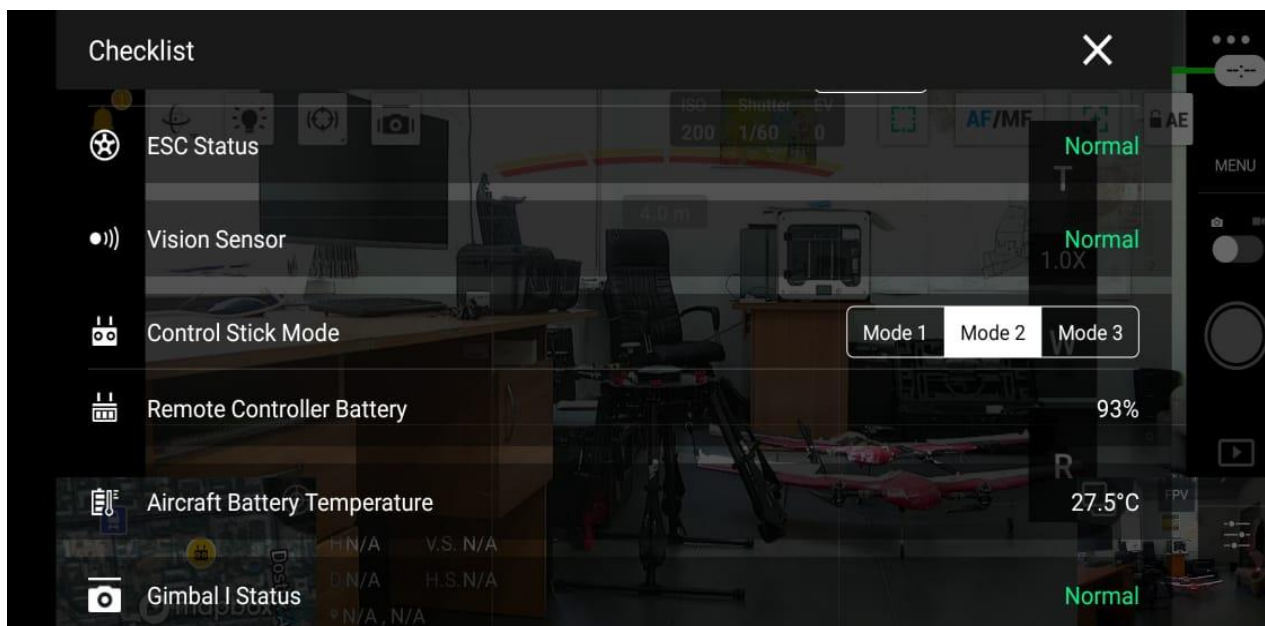 Checklist
ISO Shutter EV
200 1/60 0
AF/MF
AE
ESC Status Normal
T
MENU
4.0 m
Vision Sensor Normal
1.0X
Control Stick Mode Mode 1 Mode 2 Mode 3
W
Remote Controller Battery 93%
R
Aircraft Battery Temperature 27.5°C
FPV
H N/A V.S. N/A
D N/A H.S. N/A
Gimbal I Status Normal
mapbox
N/A, N/A